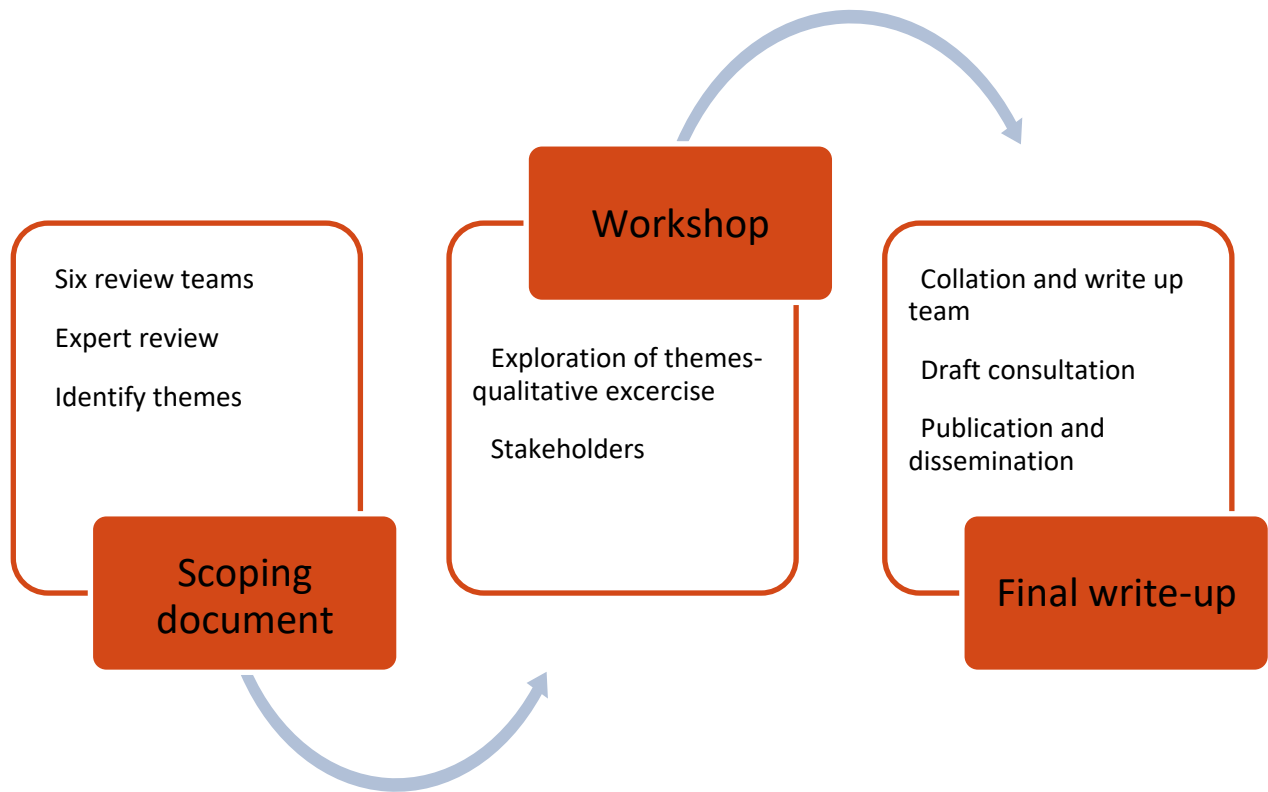 Six review teams
Expert review
Identify themes
Scoping
document
Workshop
Exploration of themes-
qualitative excercise
Stakeholders
Collation and write up
team
Draft consultation
Publication and
dissemination
Final write-up